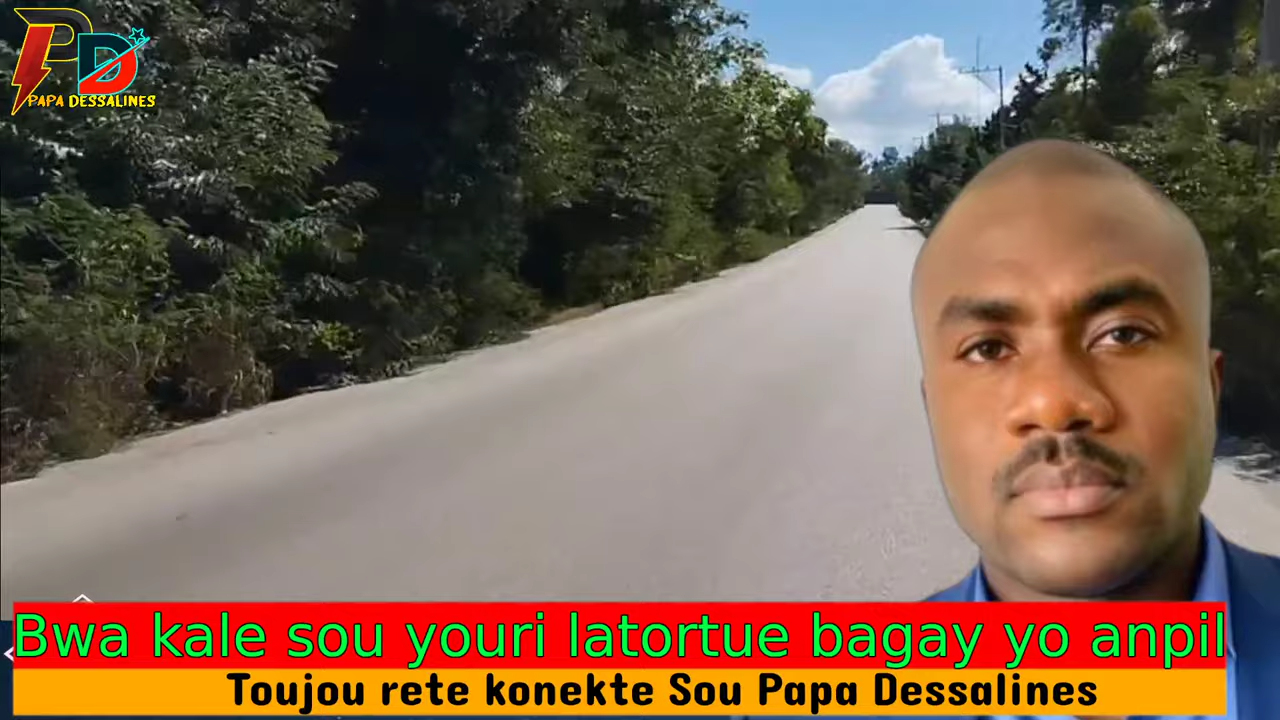 PD
PAPA DESSALINES
Bwa kale sou youri latortue bagay yo anpil
Toujou rete konekte Sou Papa Dessalines